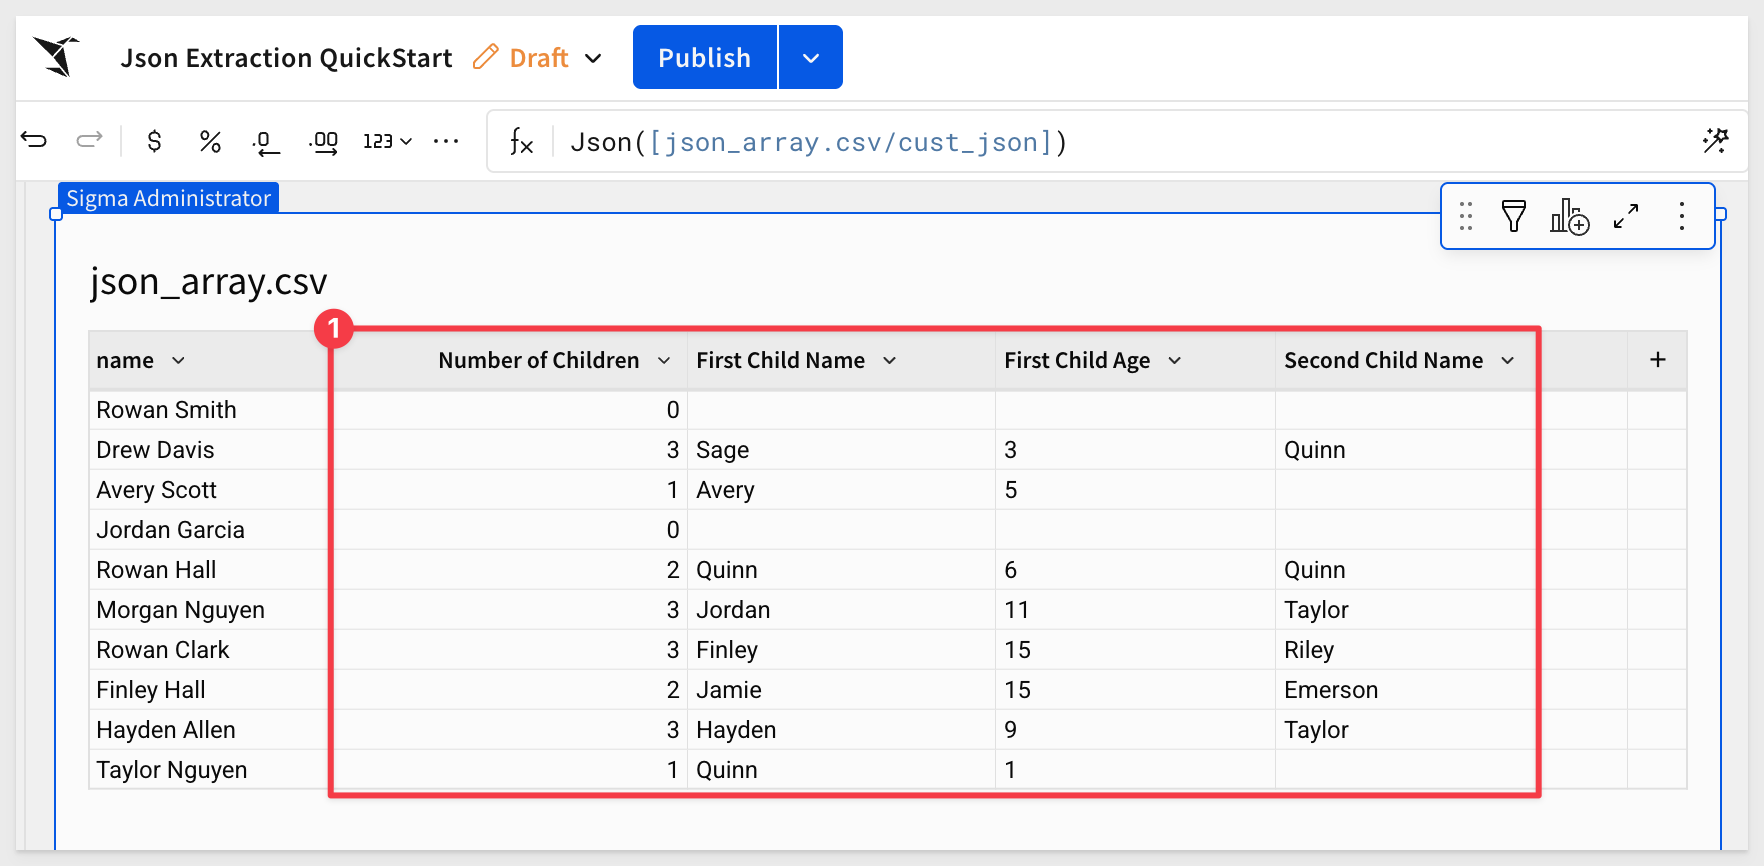 Json Extraction QuickStart Draft Publish
$ % .0 .00 123 ... fx Json([json_array.csv/cust_json])
Sigma Administrator
json_array.csv
1
name Number of Children First Child Name First Child Age Second Child Name +
Rowan Smith 0
Drew Davis 3 Sage 3 Quinn
Avery Scott 1 Avery 5
Jordan Garcia 0
Rowan Hall 2 Quinn 6 Quinn
Morgan Nguyen 3 Jordan 11 Taylor
Rowan Clark 3 Finley 15 Riley
Finley Hall 2 Jamie 15 Emerson
Hayden Allen 3 Hayden 9 Taylor
Taylor Nguyen 1 Quinn 1